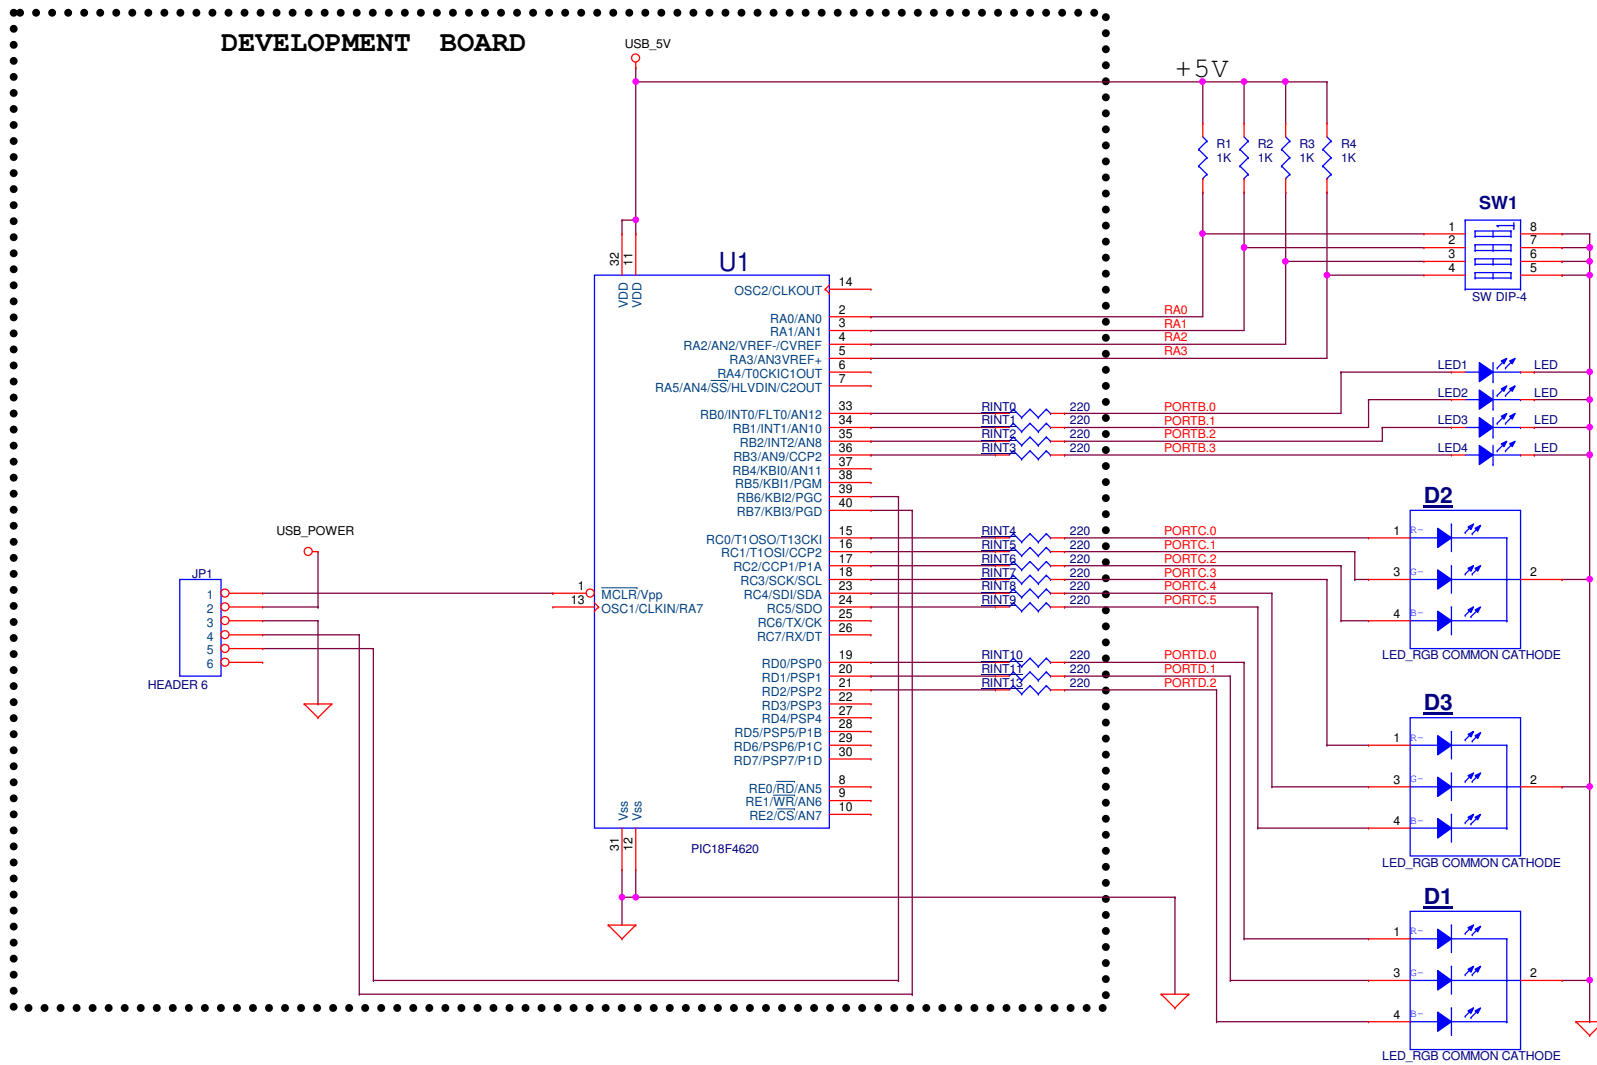 DEVELOPMENT BOARD
USB_5V
+5V
R1
1K
R2
1K
R3
1K
R4
1K
SW1
1
2
3
4
1
8
7
6
5
SW DIP-4
U1
32
11
VDD
VDD
OSC2/CLKOUT 14
RA0/AN0 2 RA0
RA1/AN1 3 RA1
RA2/AN2/VREF-/CVREF 4 RA2
RA3/AN3VREF+ 5 RA3
RA4/T0CKIC1OUT 6
RA5/AN4/SS/HLVDIN/C2OUT 7
LED1 LED
LED2 LED
LED3 LED
LED4 LED
RB0/INT0/FLT0/AN12 33 RINT0 220 PORTB.0
RB1/INT1/AN10 34 RINT1 220 PORTB.1
RB2/INT2/AN8 35 RINT2 220 PORTB.2
RB3/AN9/CCP2 36 RINT3 220 PORTB.3
RB4/KBI0/AN11 37
RB5/KBI1/PGM 38
RB6/KBI2/PGC 39
RB7/KBI3/PGD 40
RC0/T1OSO/T13CKI 15 RINT4 220 PORTC.0
RC1/T1OSI/CCP2 16 RINT5 220 PORTC.1
RC2/CCP1/P1A 17 RINT6 220 PORTC.2
RC3/SCK/SCL 18 RINT7 220 PORTC.3
RC4/SDI/SDA 23 RINT8 220 PORTC.4
RC5/SDO 24 RINT9 220 PORTC.5
RC6/TX/CK 25
RC7/RX/DT 26
RD0/PSP0 19 RINT10 220 PORTD.0
RD1/PSP1 20 RINT11 220 PORTD.1
RD2/PSP2 21 RINT13 220 PORTD.2
RD3/PSP3 22
RD4/PSP4 27
RD5/PSP5/P1B 28
RD6/PSP6/P1C 29
RD7/PSP7/P1D 30
RE0/RD/AN5 8
RE1/WR/AN6 9
RE2/CS/AN7 10
1 MCLR/Vpp
13 OSC1/CLKIN/RA7
Vss
Vss
31
12
PIC18F4620
USB_POWER
JP1
1
2
3
4
5
6
HEADER 6
D2
1 R-
3 G-
4 B-
2
LED_RGB COMMON CATHODE
D3
1 R-
3 G-
4 B-
2
LED_RGB COMMON CATHODE
D1
1 R-
3 G-
4 B-
2
LED_RGB COMMON CATHODE